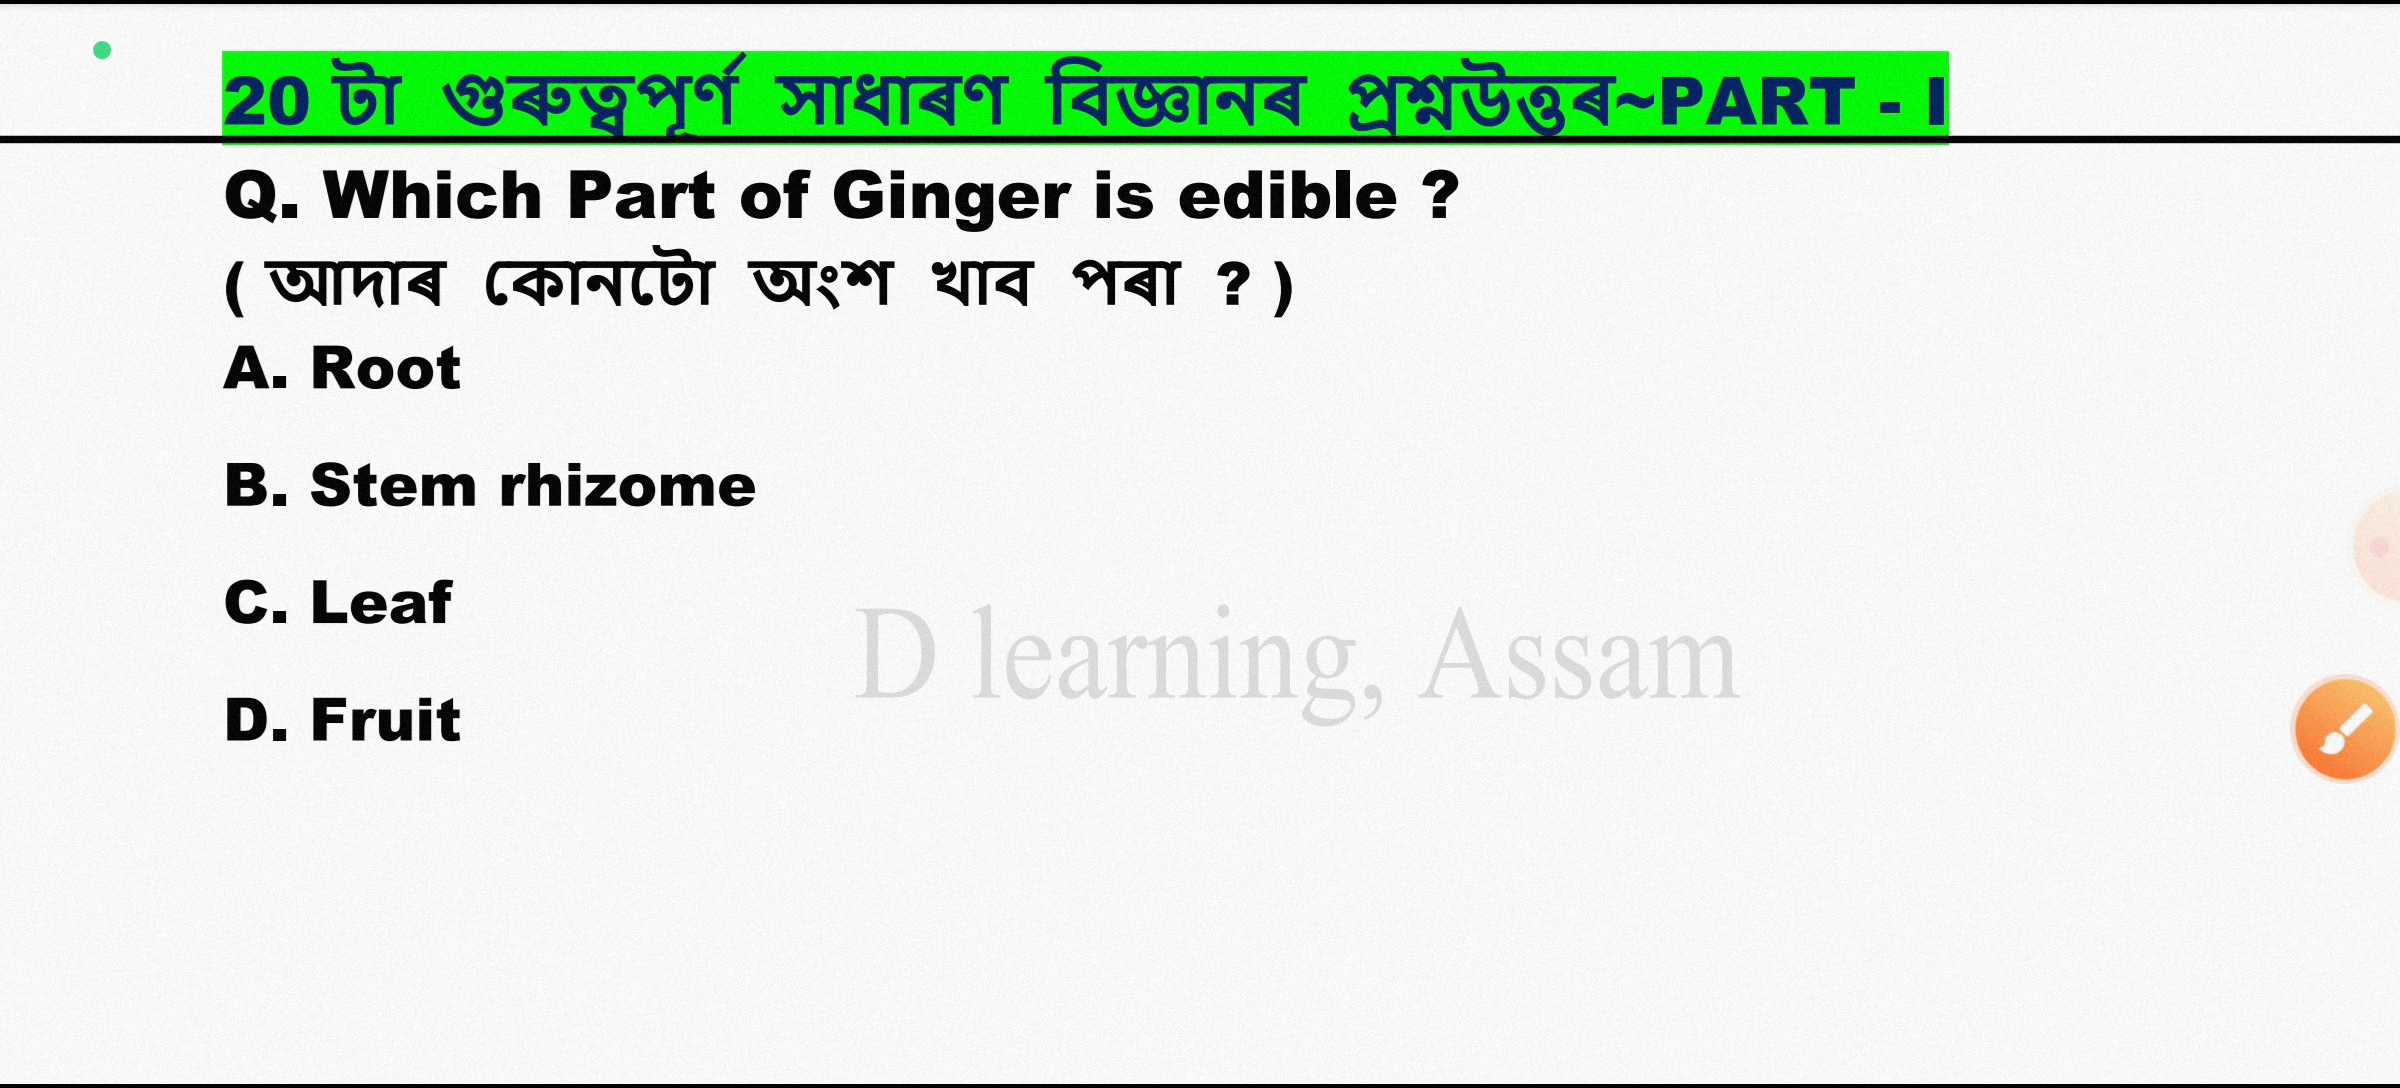 20 টা গুৰুত্বপূৰ্ণ সাধাৰণ বিজ্ঞানৰ প্ৰশ্নউত্তৰ~PART - I
Q. Which Part of Ginger is edible ?
( আদাৰ কোনটো অংশ খাব পৰা ? )
A. Root
B. Stem rhizome
C. Leaf
D learning, Assam
D. Fruit